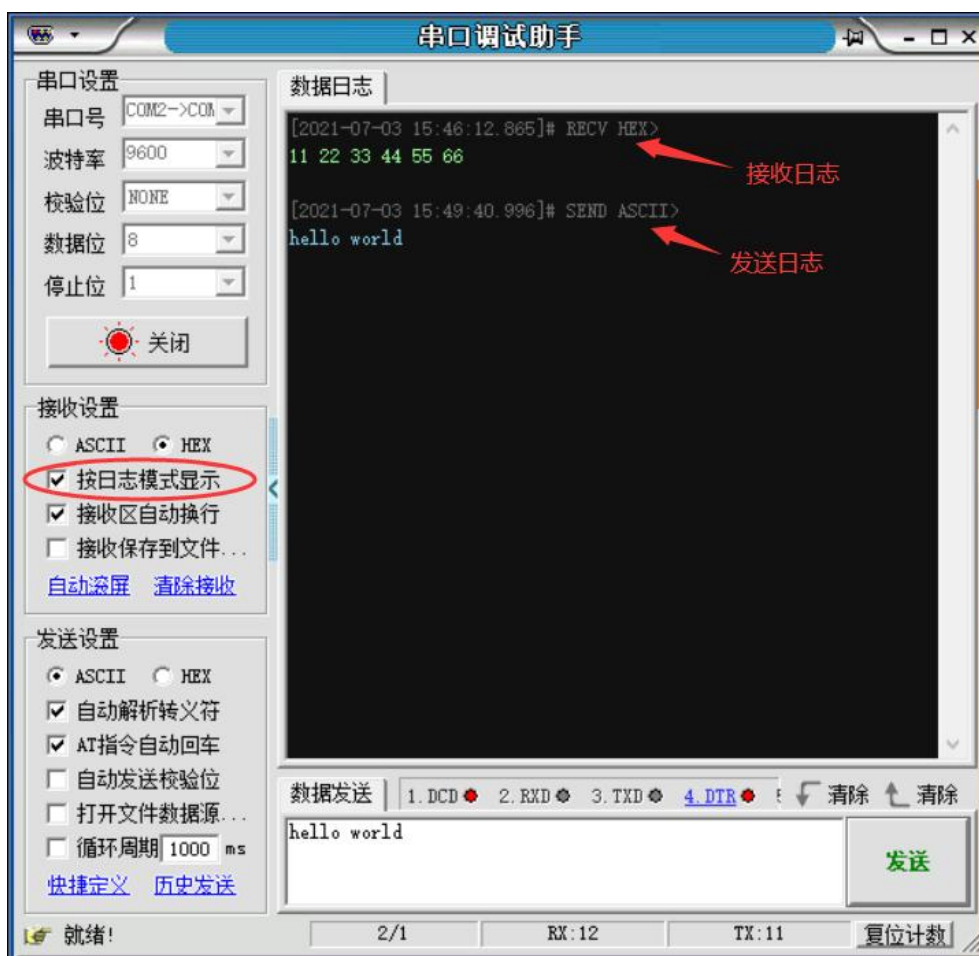 串口调试助手
串口设置
串口号 COM2->COM
波特率 9600
校验位 NONE
数据位 8
停止位 1
关闭
接收设置
ASCII HEX
按日志模式显示
接收区自动换行
接收保存到文件...
自动滚屏 清除接收
发送设置
ASCII HEX
自动解析转义符
AT指令自动回车
自动发送校验位
打开文件数据源...
循环周期 1000 ms
快捷定义 历史发送
数据日志
[2021-07-03 15:46:12.865]# RECV HEX>
11 22 33 44 55 66
接收日志
[2021-07-03 15:49:40.996]# SEND ASCII>
hello world
发送日志
数据发送 1.DCD 2.RXD 3.TXD 4.DTR 清除 清除
hello world
发送
就绪! 2/1 RX:12 TX:11 复位计数